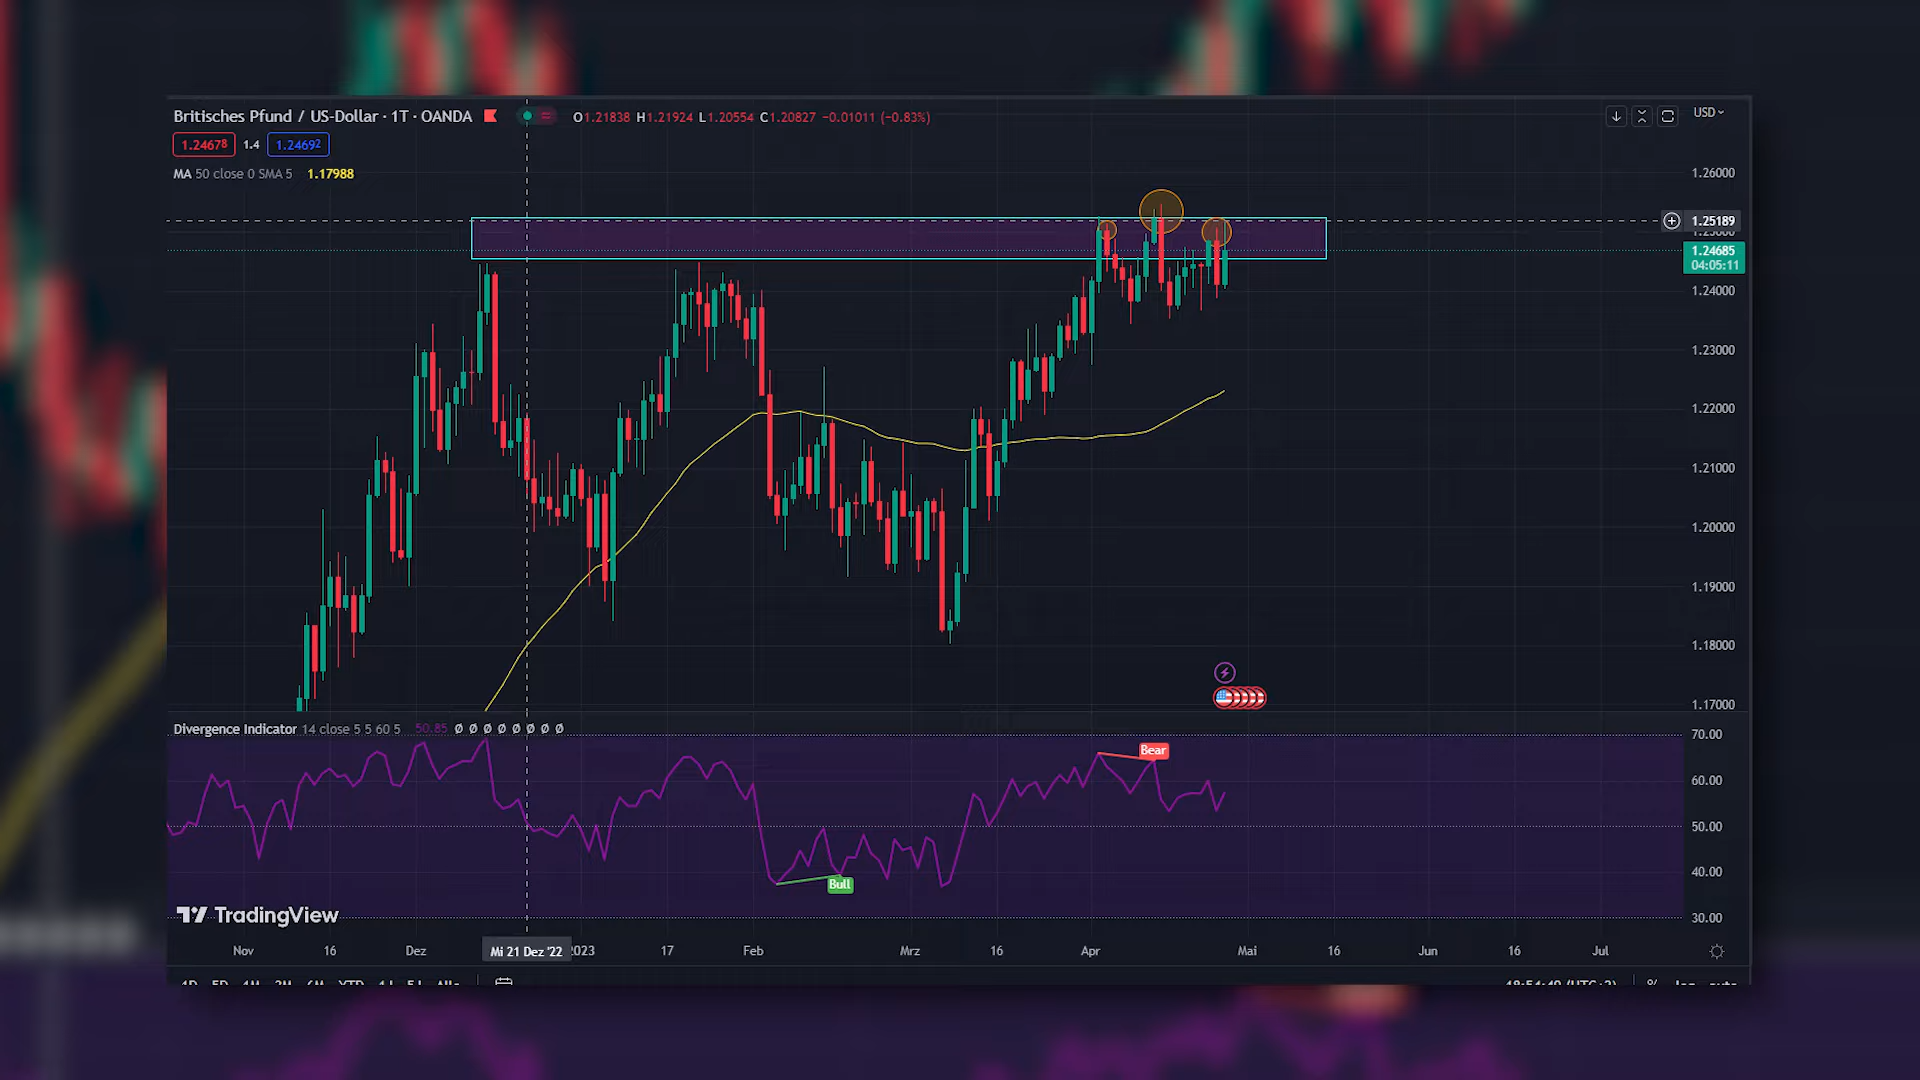 Britisches Pfund / US-Dollar · 1T · OANDA
O1.21838 H1.21924 L1.20554 C1.20827 −0.01011 (−0.83%)
USD
1.24678 1.4 1.24692
MA 50 close 0 SMA 5 1.17988
1.26000
1.25189
1.24685
04:05:11
1.24000
1.23000
1.22000
1.21000
1.20000
1.19000
1.18000
1.17000
Divergence Indicator 14 close 5 5 60 5 50.85 Ø Ø Ø Ø Ø Ø Ø Ø
70.00
Bear
60.00
50.00
40.00
Bull
30.00
TradingView
Nov 16 Dez Mi 21 Dez '22 2023 17 Feb Mrz 16 Apr Mai 16 Jun 16 Jul